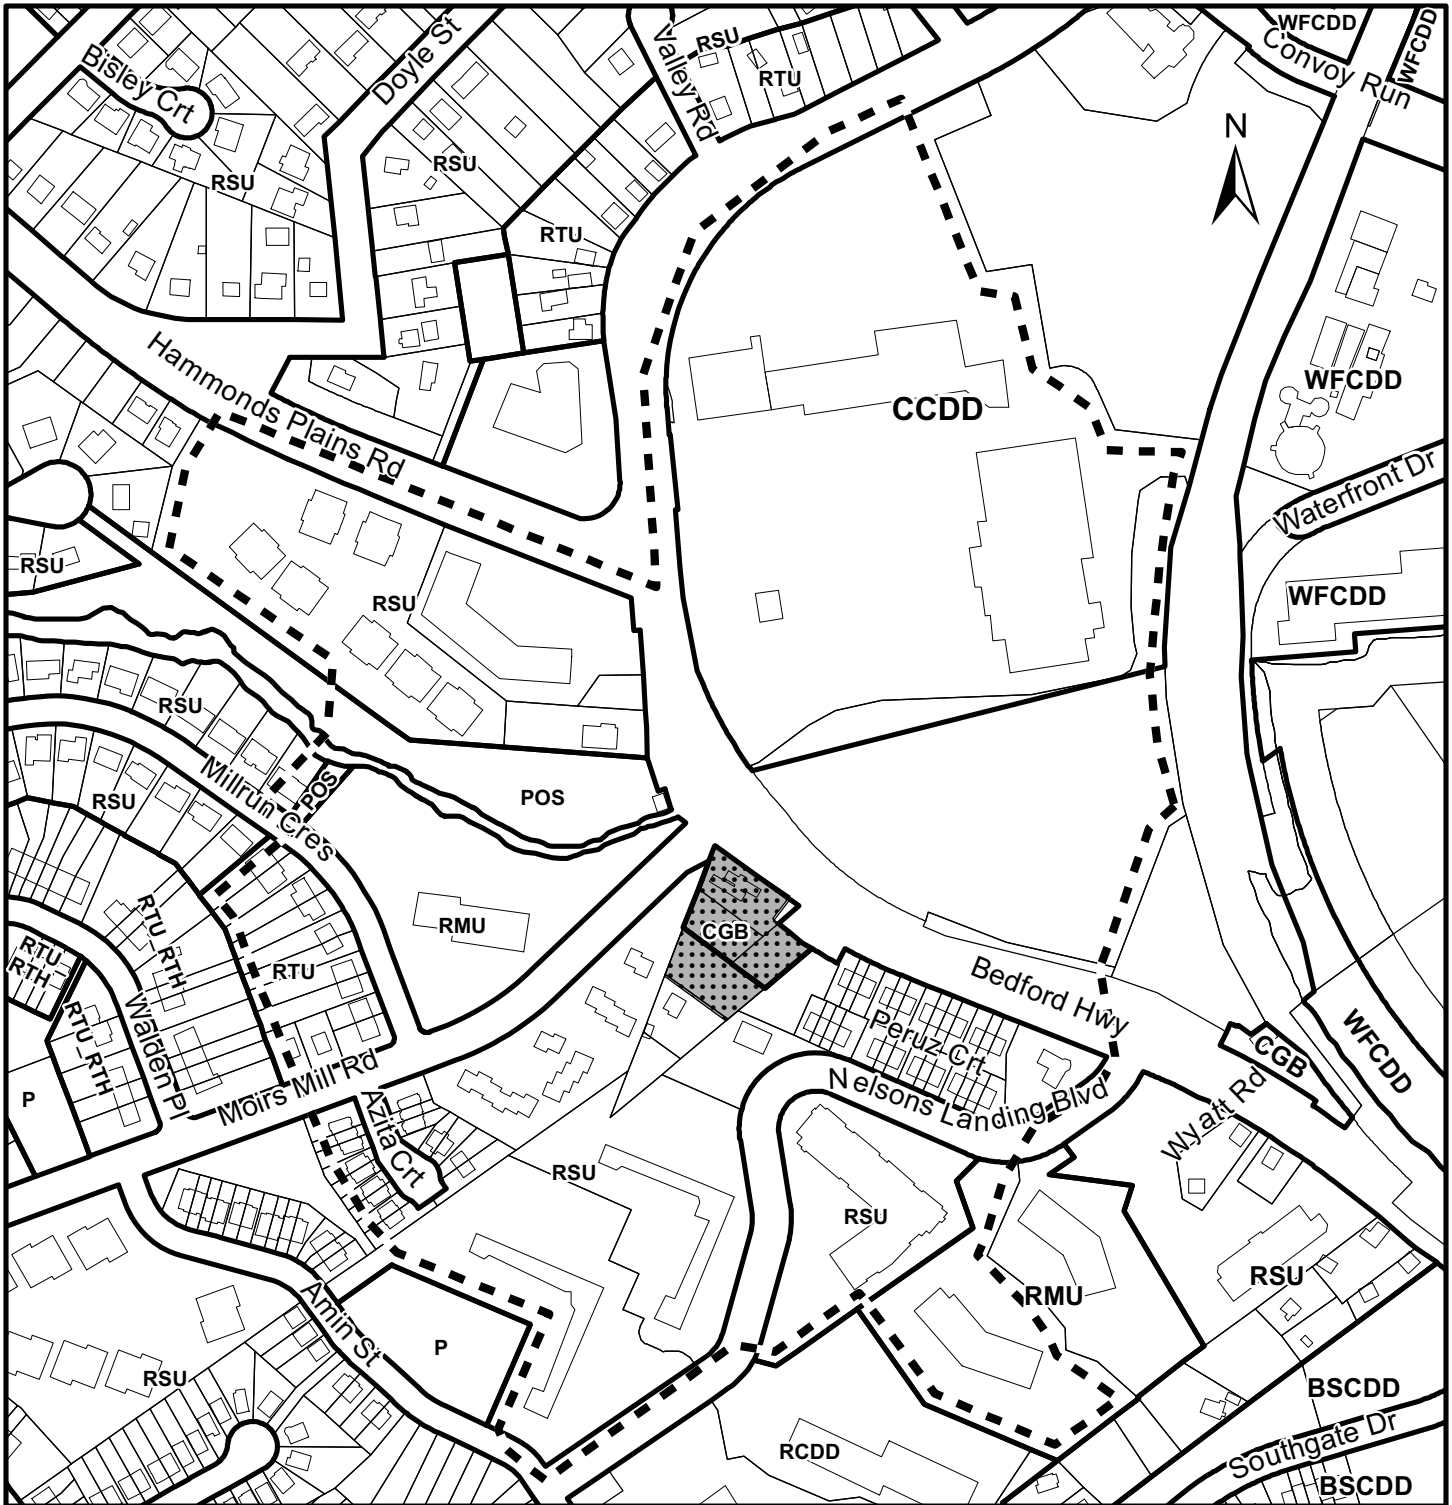 WFCDD
WFCDD
Doyle St
Bisley Crt
Valley Rd
RSU
RTU
Convoy Run
N
RSU
RSU
RTU
Hammonds Plains Rd
CCDD
WFCDD
Waterfront Dr
RSU
RSU
WFCDD
RSU
Millrun Cres
POS
POS
RSU
RTU_RTH
RMU
CGB
RTU_
RTH
RTU
Bedford Hwy
RTU_RTH
Walden Pl
Peruz Crt
CGB
WFCDD
P
Moirs Mill Rd
Azita Crt
Nelsons Landing Blvd
Wyatt Rd
RSU
RSU
RMU
RSU
Amin St
P
RSU
BSCDD
RCDD
Southgate Dr
BSCDD